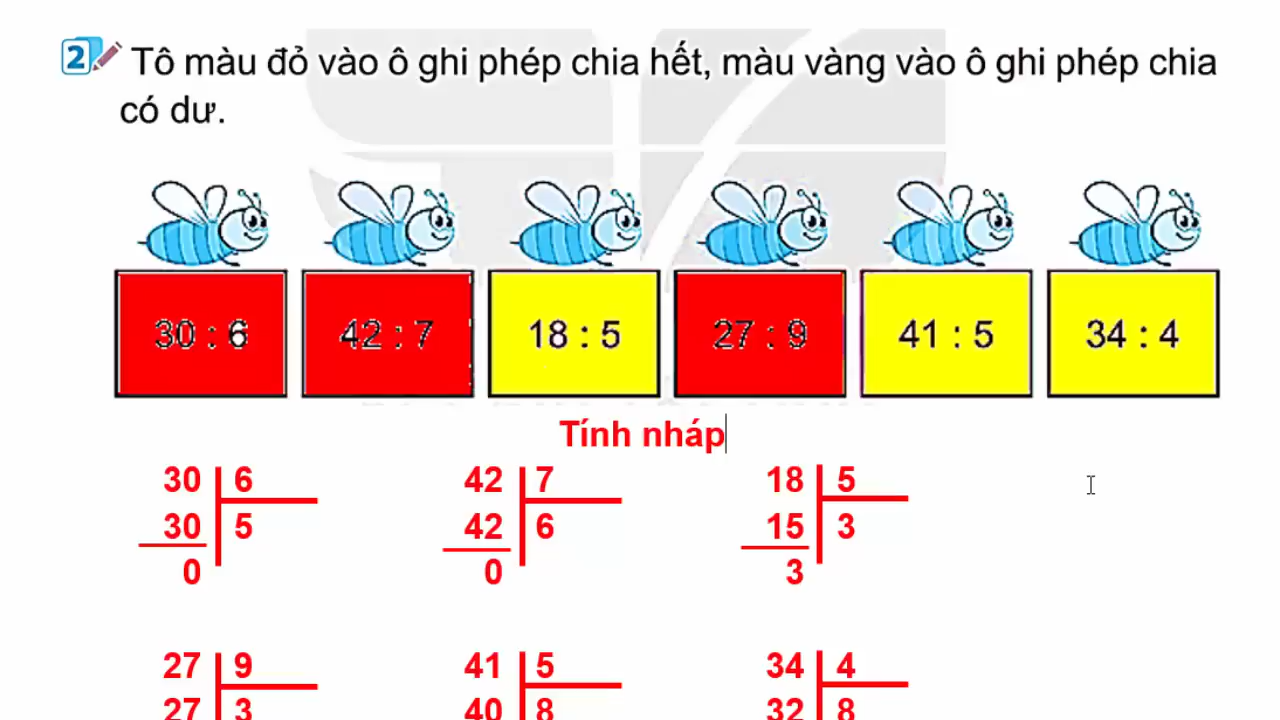 2 Tô màu đỏ vào ô ghi phép chia hết, màu vàng vào ô ghi phép chia
có dư.
30 : 6 42 : 7 18 : 5 27 : 9 41 : 5 34 : 4
Tính nháp
30 6 42 7 18 5
30 5 42 6 15 3
0 0 3
27 9 41 5 34 4
27 3 40 8 32 8